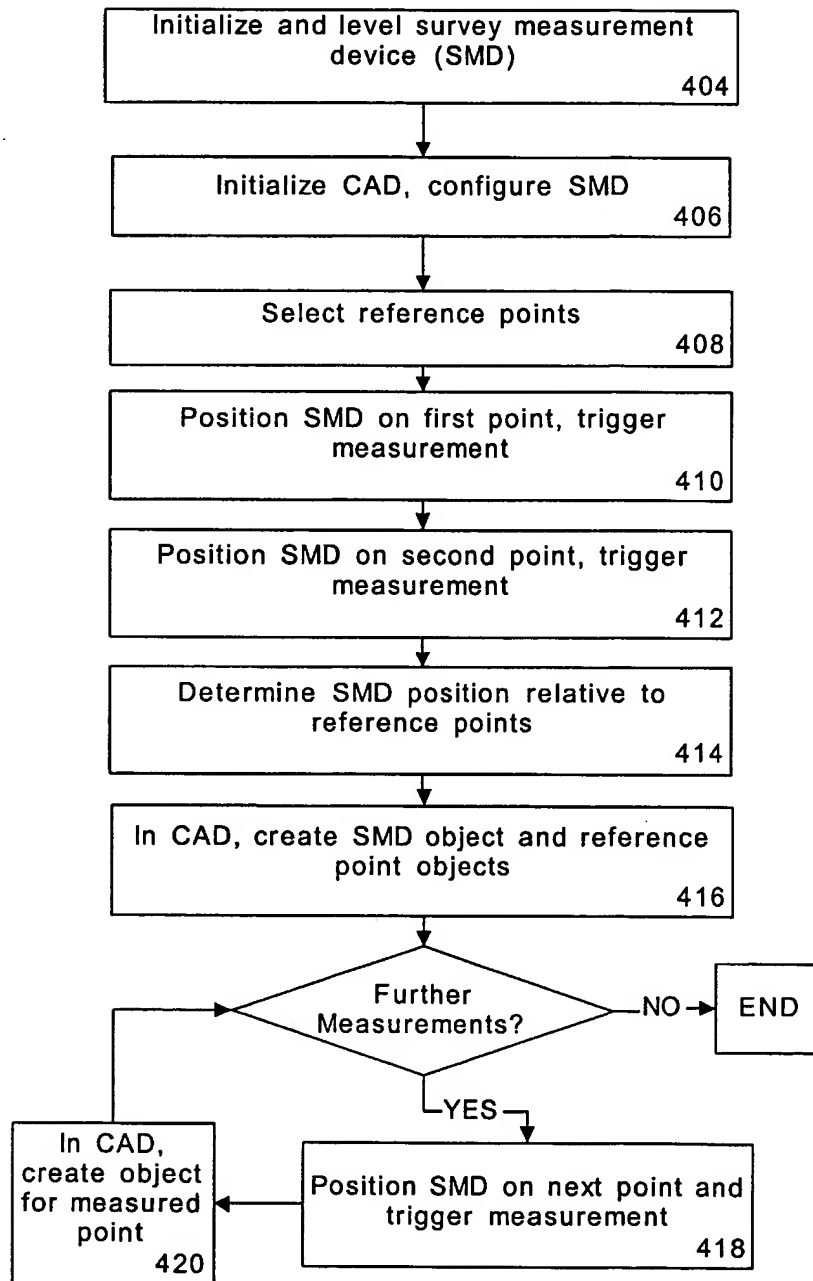 Initialize and level survey measurement
device (SMD)
404
Initialize CAD, configure SMD
406
Select reference points
408
Position SMD on first point, trigger
measurement
410
Position SMD on second point, trigger
measurement
412
Determine SMD position relative to
reference points
414
In CAD, create SMD object and reference
point objects
416
Further
Measurements?
NO
END
YES
Position SMD on next point and
trigger measurement
418
In CAD,
create object
for measured
point
420